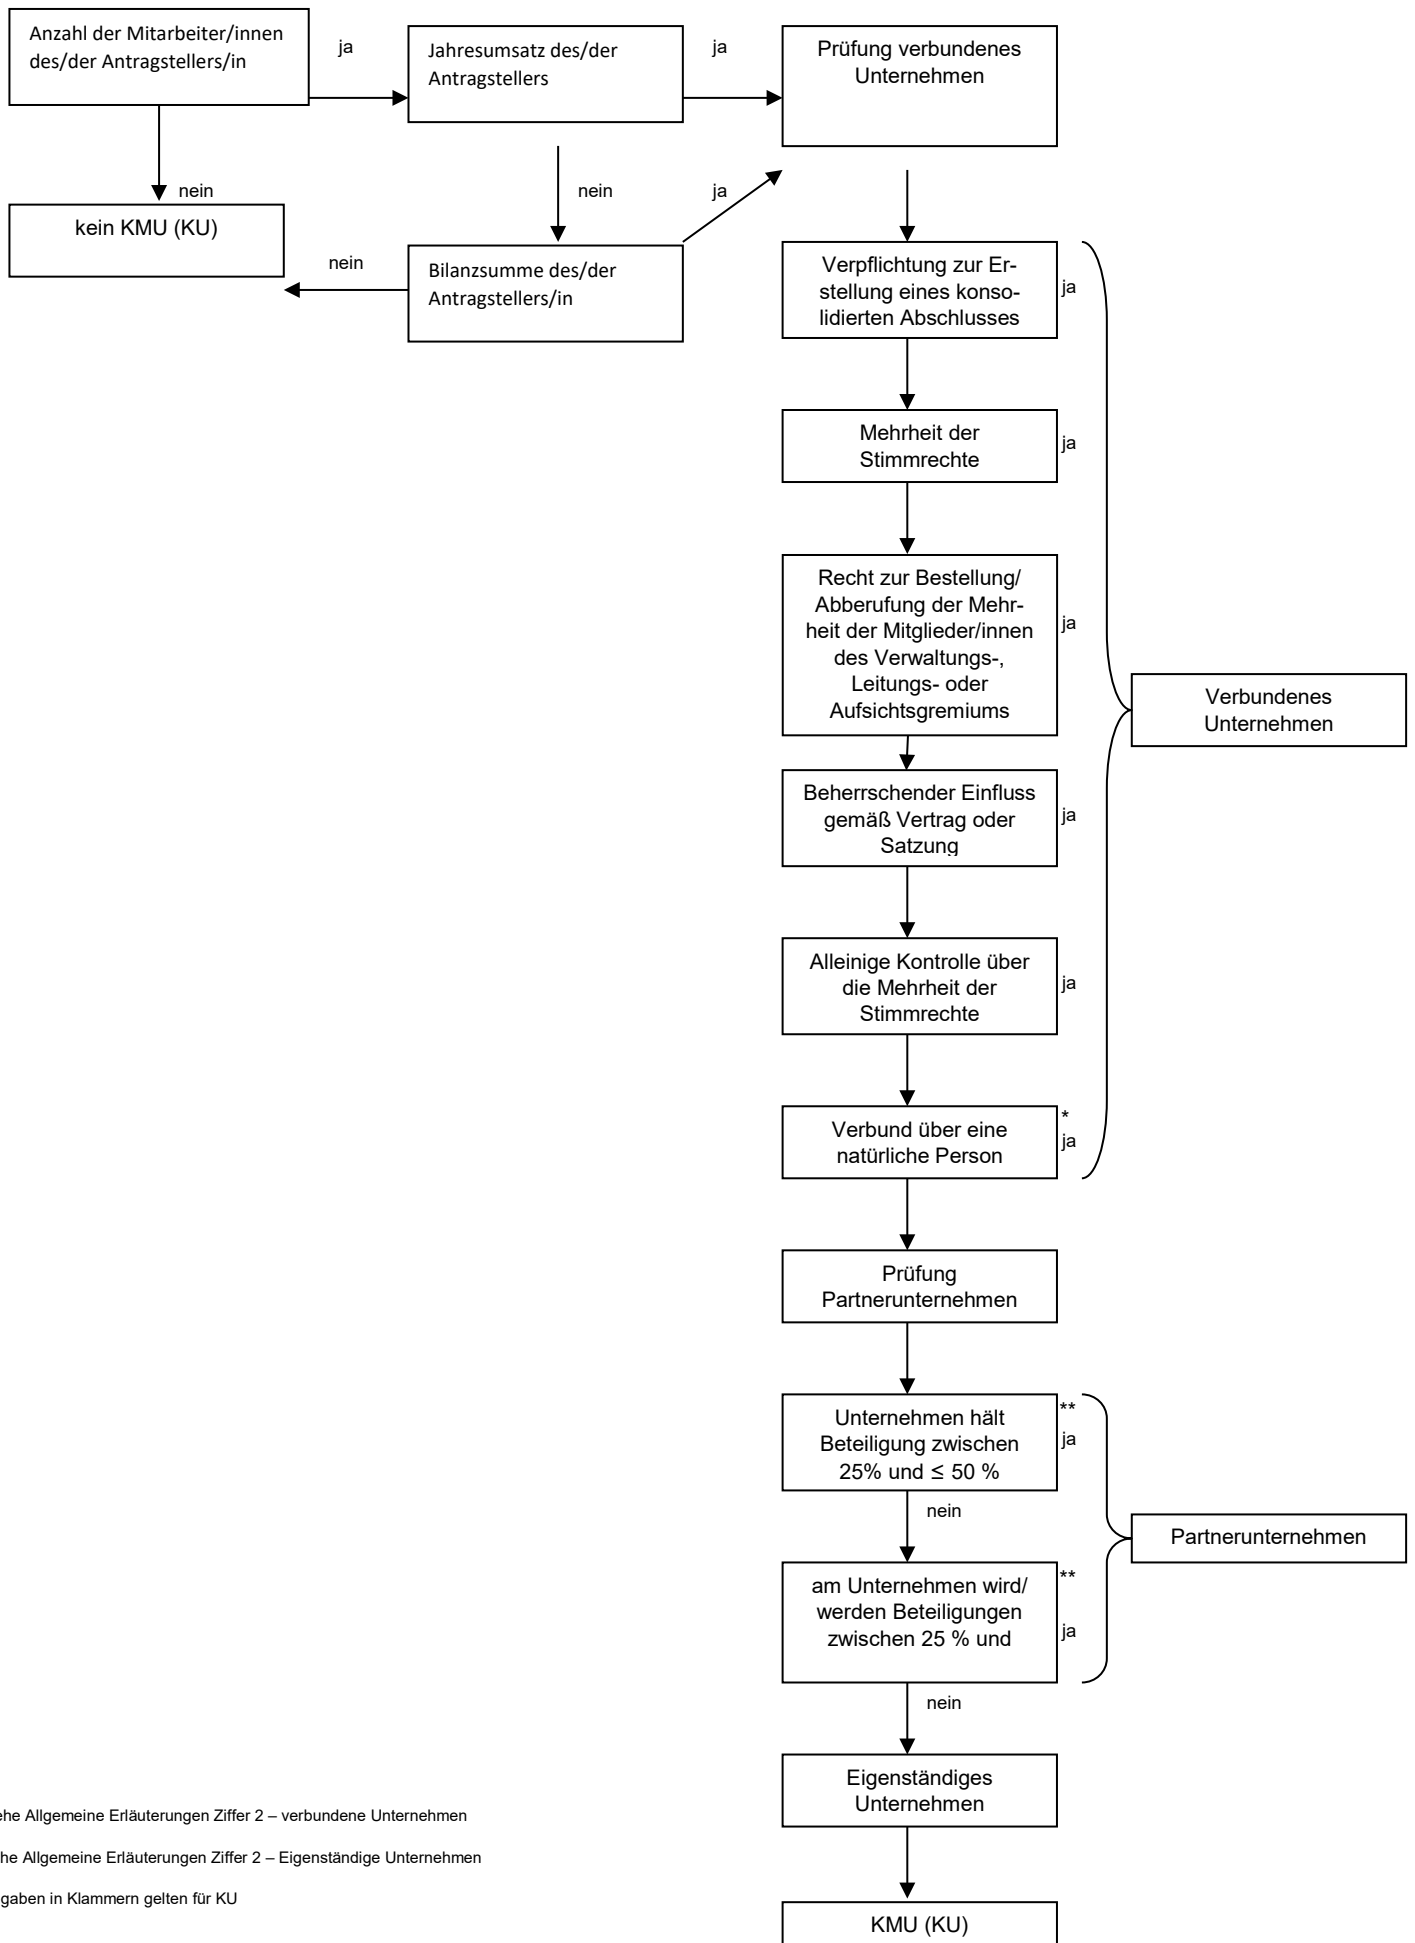 Anzahl der Mitarbeiter/innen
des/der Antragstellers/in
ja
Jahresumsatz des/der
Antragstellers
ja
Prüfung verbundenes
Unternehmen
nein
kein KMU (KU)
nein
ja
nein
Bilanzsumme des/der
Antragstellers/in
Verpflichtung zur Er-
stellung eines konso-
lidierten Abschlusses
ja
Mehrheit der
Stimmrechte
ja
Recht zur Bestellung/
Abberufung der Mehr-
heit der Mitglieder/innen
des Verwaltungs-,
Leitungs- oder
Aufsichtsgremiums
ja
Verbundenes
Unternehmen
Beherrschender Einfluss
gemäß Vertrag oder
Satzung
ja
Alleinige Kontrolle über
die Mehrheit der
Stimmrechte
ja
Verbund über eine
natürliche Person
*
ja
Prüfung
Partnerunternehmen
Unternehmen hält
Beteiligung zwischen
25% und ≤ 50 %
**
ja
nein
Partnerunternehmen
am Unternehmen wird/
werden Beteiligungen
zwischen 25 % und
**
ja
nein
Eigenständiges
Unternehmen
ehe Allgemeine Erläuterungen Ziffer 2 – verbundene Unternehmen
he Allgemeine Erläuterungen Ziffer 2 – Eigenständige Unternehmen
gaben in Klammern gelten für KU
KMU (KU)